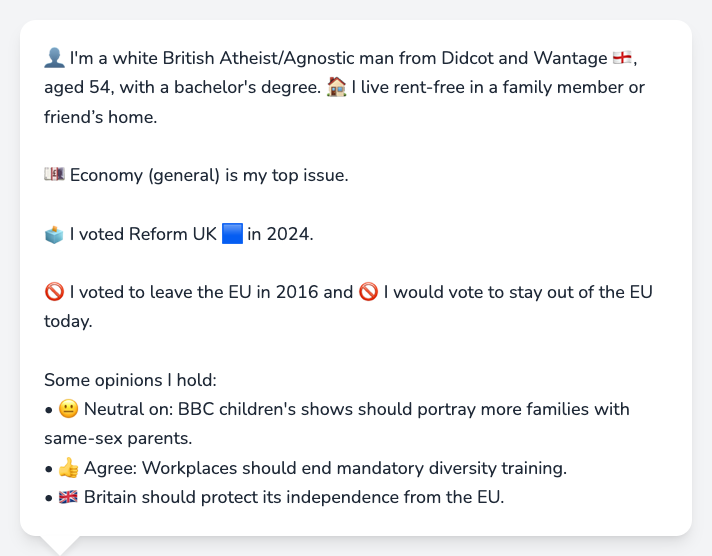 👤 I'm a white British Atheist/Agnostic man from Didcot and Wantage 🏴󠁧󠁢󠁥󠁮󠁧󠁿,
aged 54, with a bachelor's degree. 🏠 I live rent-free in a family member or
friend’s home.
💷 Economy (general) is my top issue.
🗳️ I voted Reform UK 🟦 in 2024.
🚫 I voted to leave the EU in 2016 and 🚫 I would vote to stay out of the EU
today.
Some opinions I hold:
• 😐 Neutral on: BBC children's shows should portray more families with
same-sex parents.
• 👍 Agree: Workplaces should end mandatory diversity training.
• 🇬🇧 Britain should protect its independence from the EU.